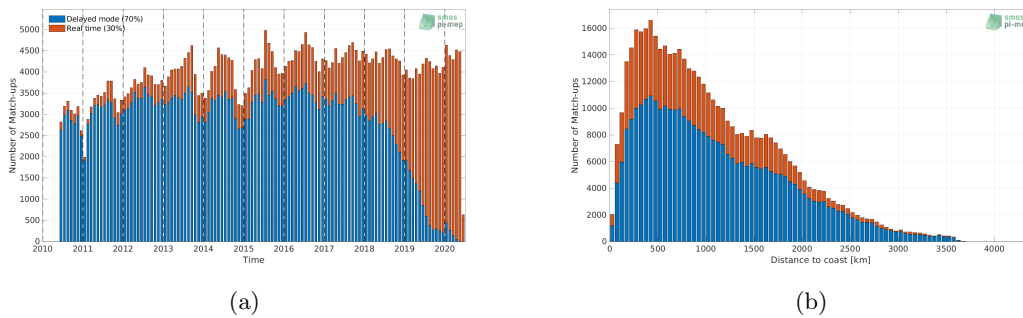 Delayed mode (70%)
Real time (30%)
smos
pi-mep
5000
4500
4000
3500
3000
2500
2000
1500
1000
500
0
Number of Match-ups
2010 2011 2012 2013 2014 2015 2016 2017 2018 2019 2020
Time
(a)
smos
pi-mep
16000
14000
12000
10000
8000
6000
4000
2000
0
Number of Match-ups
0 500 1000 1500 2000 2500 3000 3500 4000
Distance to coast [km]
(b)